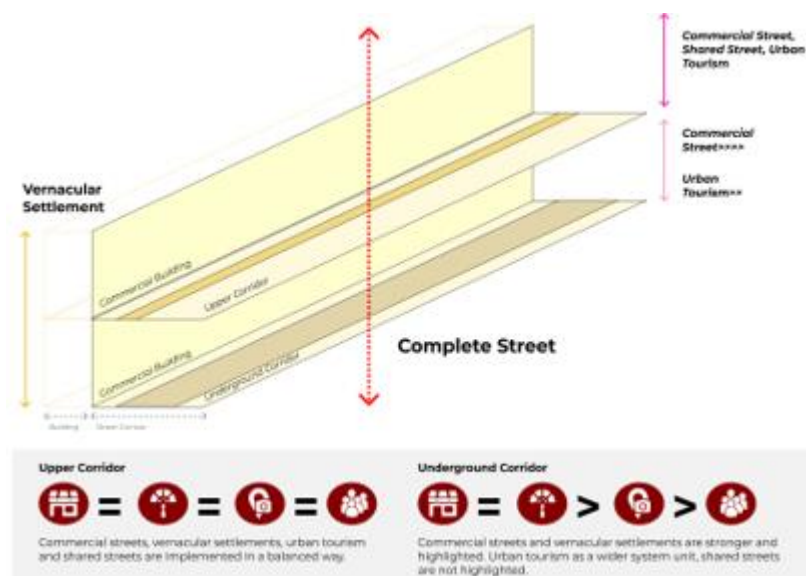 Commercial Street,
Shared Street, Urban
Tourism
Commercial
Street>>>>
Urban
Tourism>>
Vernacular
Settlement
Commercial Building
Upper Corridor
Commercial Building
Underground Corridor
Complete Street
Building
Street Corridor
Upper Corridor
= = =
Commercial streets, vernacular settlements, urban tourism
and shared streets are implemented in a balanced way.
Underground Corridor
= > >
Commercial streets and vernacular settlements are stronger and
highlighted. Urban tourism as a wider system unit, shared streets
are not highlighted.